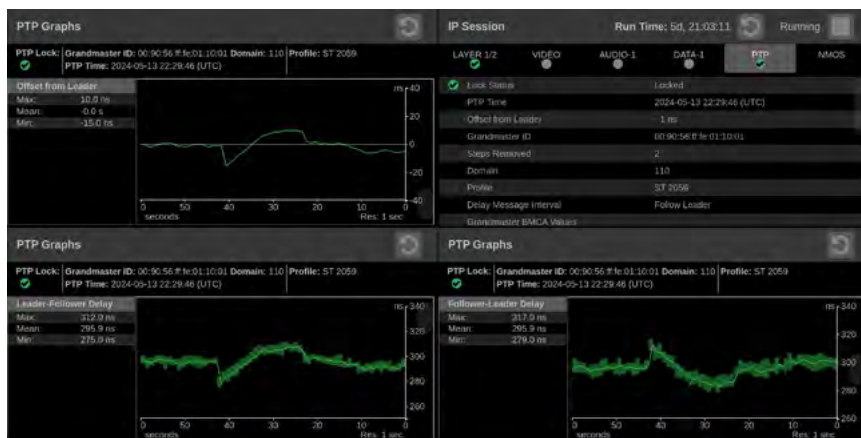 PTP Graphs
PTP Lock: Grandmaster ID: 00:90:56:ff:fe:01:10:01 Domain: 110 Profile: ST 2059
PTP Time: 2024-05-13 22:29:46 (UTC)
Offset from Leader
Max: 10.0 ns
Mean: -0.0 s
Min: -15.0 ns
ns 40
20
0
-20
-40
0 50 40 30 20 10 0
seconds Res: 1 sec
IP Session Run Time: 5d, 21:03:11 Running
LAYER 1/2 VIDEO AUDIO-1 DATA-1 PTP NMOS
Lock Status Locked
PTP Time 2024-05-13 22:29:46 (UTC)
Offset from Leader 1 ns
Grandmaster ID 00:90:56:ff:fe:01:10:01
Steps Removed 2
Domain 110
Profile ST 2059
Delay Message Interval Follow Leader
Grandmaster BMCA Values
PTP Graphs
PTP Lock: Grandmaster ID: 00:90:56:ff:fe:01:10:01 Domain: 110 Profile: ST 2059
PTP Time: 2024-05-13 22:29:46 (UTC)
Leader-Follower Delay
Max: 312.0 ns
Mean: 295.9 ns
Min: 275.0 ns
ns 340
320
300
280
260
0 50 40 30 20 10 0
seconds Res: 1 sec
PTP Graphs
PTP Lock: Grandmaster ID: 00:90:56:ff:fe:01:10:01 Domain: 110 Profile: ST 2059
PTP Time: 2024-05-13 22:29:46 (UTC)
Follower-Leader Delay
Max: 317.0 ns
Mean: 295.9 ns
Min: 279.0 ns
ns 340
320
300
280
260
0 50 40 30 20 10 0
seconds Res: 1 sec